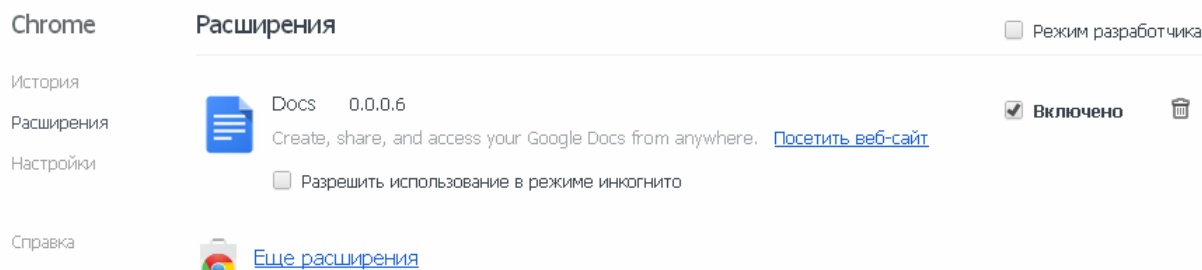 Chrome
Расширения
Режим разработчика
История
Расширения
Настройки
Справка
Docs 0.0.0.6
Включено
Create, share, and access your Google Docs from anywhere. Посетить веб-сайт
Разрешить использование в режиме инкогнито
Еще расширения